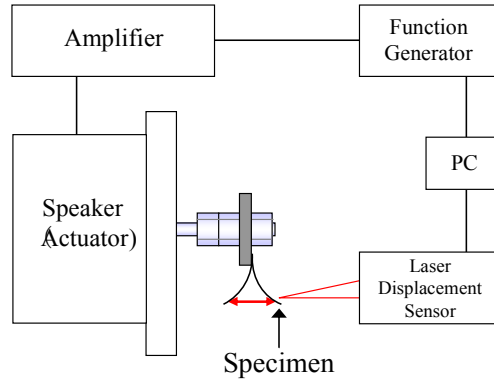 Amplifier
Function
Generator
PC
Speaker
(Actuator)
Laser
Displacement
Sensor
Specimen